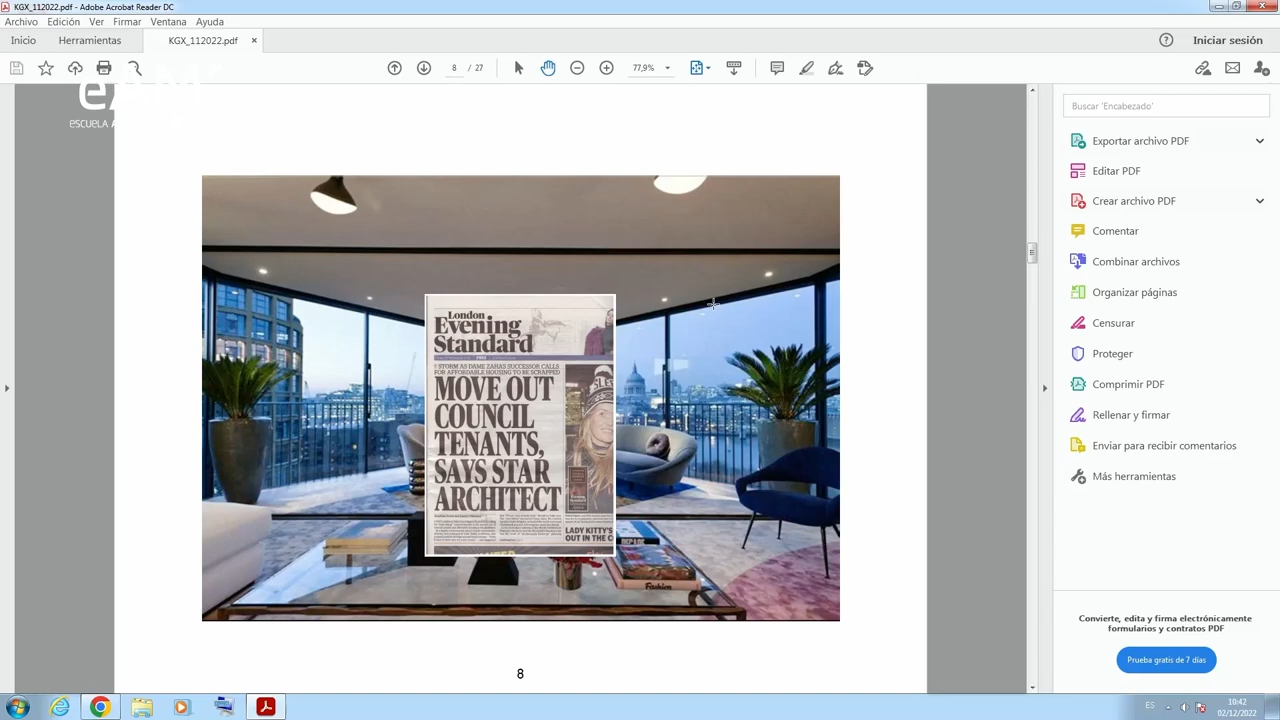 KGX_112022.pdf - Adobe Acrobat Reader DC
Archivo Edición Ver Firmar Ventana Ayuda
Inicio Herramientas KGX_112022.pdf × Iniciar sesión
8 / 27 77,9%
eAM
ESCUELA
Buscar 'Encabezado'
Exportar archivo PDF
Editar PDF
Crear archivo PDF
Comentar
Combinar archivos
Organizar páginas
Censurar
Proteger
Comprimir PDF
Rellenar y firmar
Enviar para recibir comentarios
Más herramientas
London
Evening
Standard
FREE
STORM AS DAME ZAHA'S SUCCESSOR CALLS
FOR AFFORDABLE HOUSING TO BE SCRAPPED
MOVE OUT
COUNCIL
TENANTS,
SAYS STAR
ARCHITECT
LADY KITTY'S
OUT IN THE C
Fashion
8
Convierte, edita y firma electrónicamente
formularios y contratos PDF
Prueba gratis de 7 días
ES
10:42
02/12/2022